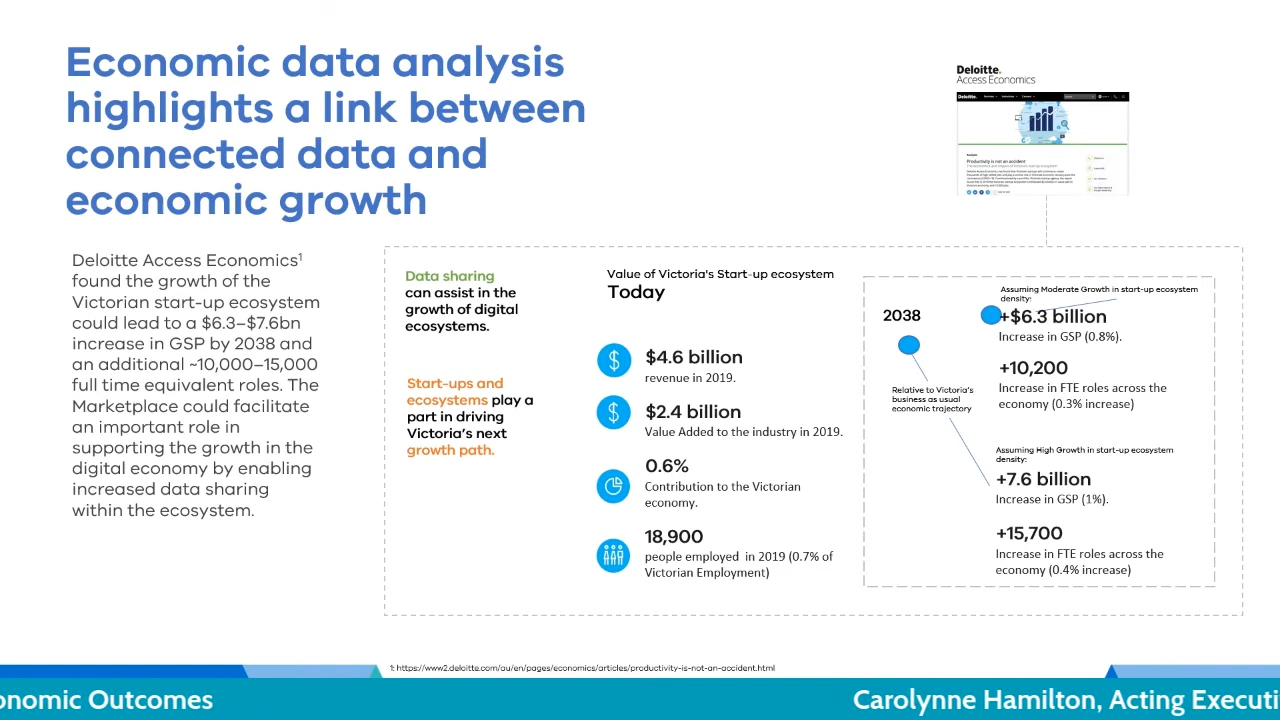 Economic data analysis
highlights a link between
connected data and
economic growth
Deloitte.
Access Economics
Deloitte.
Productivity is not an accident
Deloitte Access Economics¹
found the growth of the
Victorian start-up ecosystem
could lead to a $6.3–$7.6bn
increase in GSP by 2038 and
an additional ~10,000–15,000
full time equivalent roles. The
Marketplace could facilitate
an important role in
supporting the growth in the
digital economy by enabling
increased data sharing
within the ecosystem.
Data sharing
can assist in the
growth of digital
ecosystems.
Start-ups and
ecosystems play a
part in driving
Victoria's next
growth path.
Value of Victoria's Start-up ecosystem
Today
$4.6 billion
revenue in 2019.
$2.4 billion
Value Added to the industry in 2019.
0.6%
Contribution to the Victorian
economy.
18,900
people employed in 2019 (0.7% of
Victorian Employment)
2038
Relative to Victoria's
business as usual
economic trajectory
Assuming Moderate Growth in start-up ecosystem
density:
+$6.3 billion
Increase in GSP (0.8%).
+10,200
Increase in FTE roles across the
economy (0.3% increase)
Assuming High Growth in start-up ecosystem
density:
+7.6 billion
Increase in GSP (1%).
+15,700
Increase in FTE roles across the
economy (0.4% increase)
1: https://www2.deloitte.com/au/en/pages/economics/articles/productivity-is-not-an-accident.html
onomic Outcomes
Carolynne Hamilton, Acting Executi